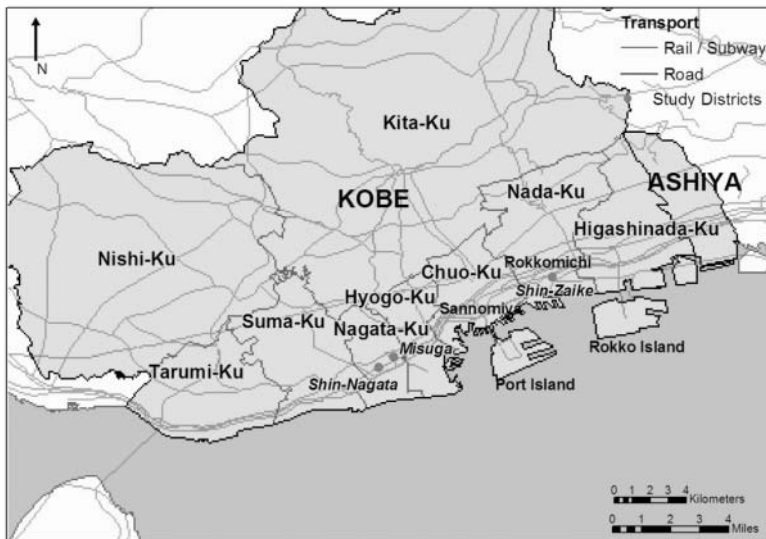 Transport
Rail / Subway
Road
Study Districts
N
Kita-Ku
KOBE
Nada-Ku
ASHIYA
Higashinada-Ku
Nishi-Ku
Chuo-Ku
Rokkomichi
Shin-Zaike
Hyogo-Ku
Sannomiya
Suma-Ku
Nagata-Ku
Misuga
Rokko Island
Tarumi-Ku
Shin-Nagata
Port Island
0 1 2 3 4
Kilometers
0 1 2 3 4
Miles